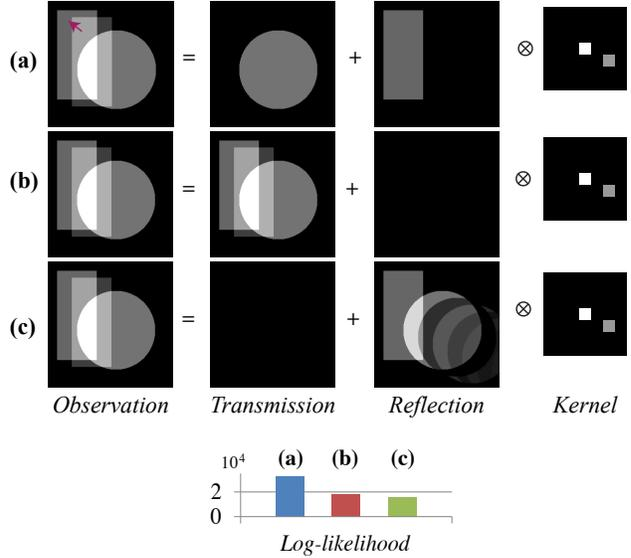 (a) = + ⊗
(b) = + ⊗
(c) = + ⊗
Observation Transmission Reflection Kernel
10⁴ (a) (b) (c)
2
0
Log-likelihood